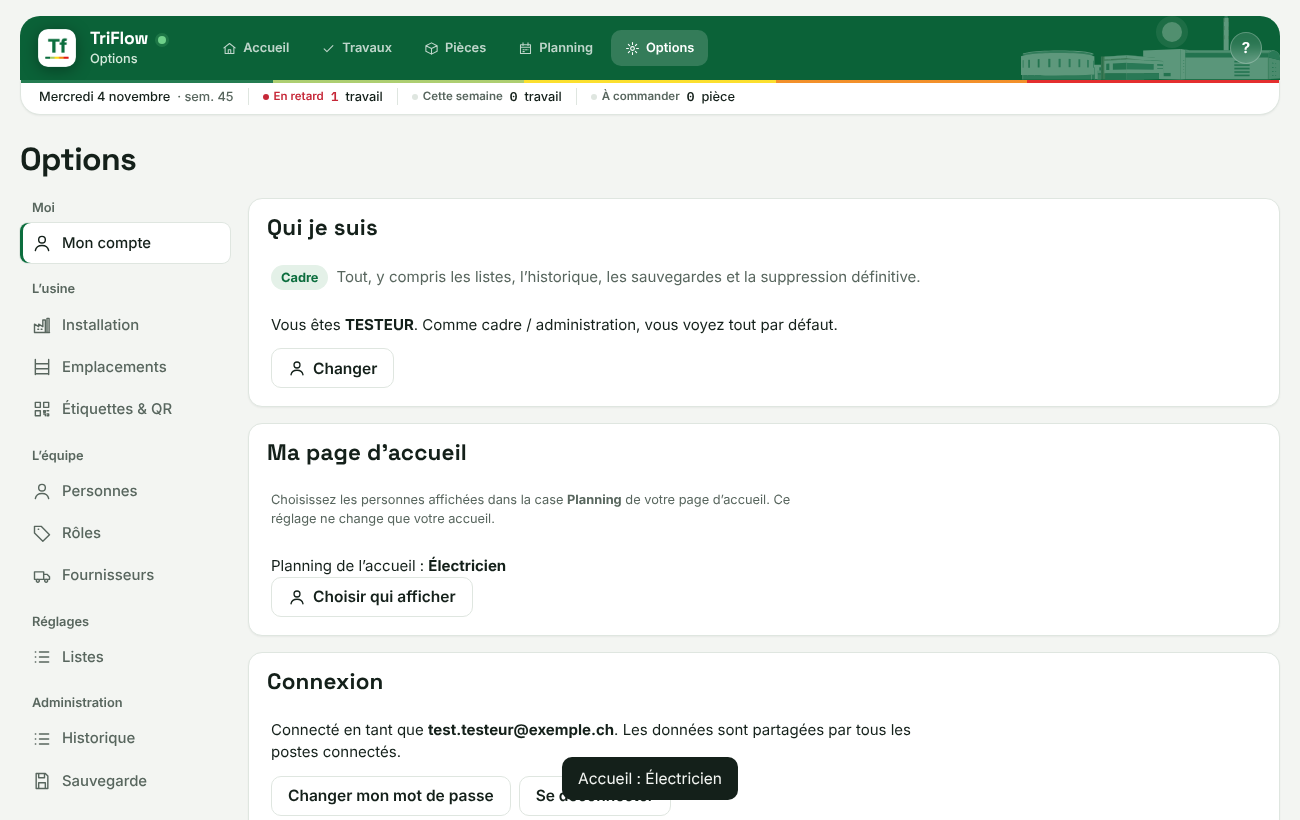 Tf
TriFlow
Options
Accueil
Travaux
Pièces
Planning
Options
?
Mercredi 4 novembre · sem. 45
En retard 1 travail
Cette semaine 0 travail
À commander 0 pièce
Options
Moi
Mon compte
L’usine
Installation
Emplacements
Étiquettes & QR
L’équipe
Personnes
Rôles
Fournisseurs
Réglages
Listes
Administration
Historique
Sauvegarde
Qui je suis
Cadre Tout, y compris les listes, l’historique, les sauvegardes et la suppression définitive.
Vous êtes TESTEUR. Comme cadre / administration, vous voyez tout par défaut.
Changer
Ma page d’accueil
Choisissez les personnes affichées dans la case Planning de votre page d’accueil. Ce
réglage ne change que votre accueil.
Planning de l’accueil : Électricien
Choisir qui afficher
Connexion
Connecté en tant que test.testeur@exemple.ch. Les données sont partagées par tous les
postes connectés.
Changer mon mot de passe
Se
Accueil : Électricien